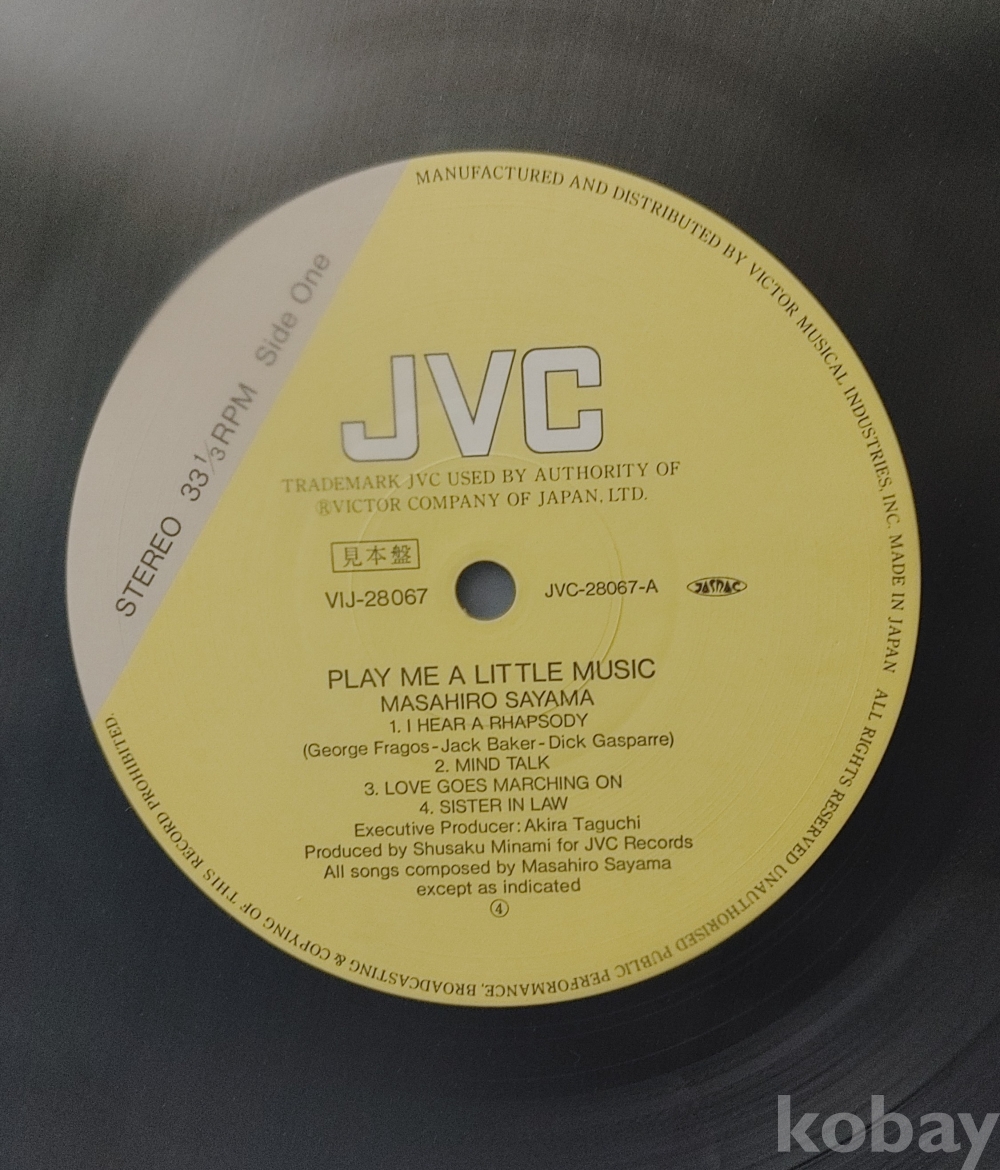 MANUFACTURED AND DISTRIBUTED BY VICTOR MUSICAL INDUSTRIES, INC. MADE IN JAPAN ALL RIGHTS RESERVED UNAUTHORISED PUBLIC PERFORMANCE, BROADCASTING & COPYING OF THIS RECORD PROHIBITED.
STEREO 33 1/3 RPM Side One
JVC
TRADEMARK JVC USED BY AUTHORITY OF
®VICTOR COMPANY OF JAPAN, LTD.
見本盤
VIJ-28067 JVC-28067-A JASRAC
PLAY ME A LITTLE MUSIC
MASAHIRO SAYAMA
1. I HEAR A RHAPSODY
(George Fragos-Jack Baker-Dick Gasparre)
2. MIND TALK
3. LOVE GOES MARCHING ON
4. SISTER IN LAW
Executive Producer: Akira Taguchi
Produced by Shusaku Minami for JVC Records
All songs composed by Masahiro Sayama
except as indicated
④
kobay